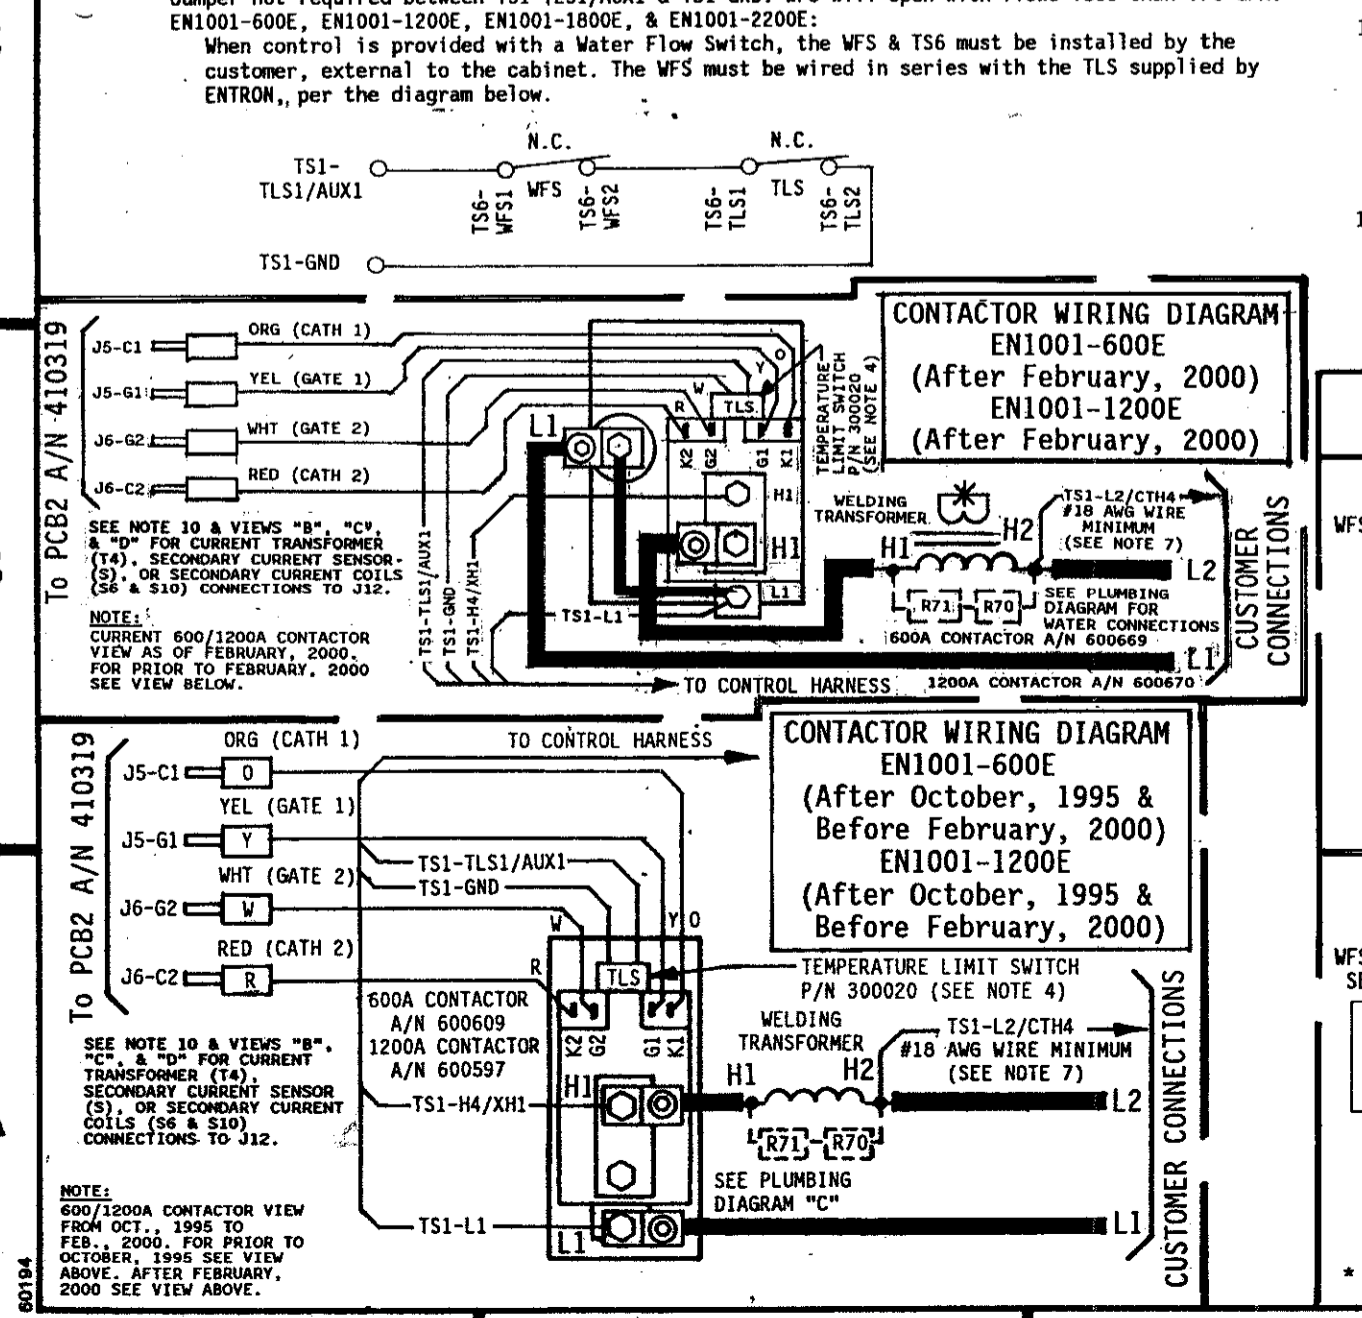 EN1001-600E, EN1001-1200E, EN1001-1800E, & EN1001-2200E:
When control is provided with a Water Flow Switch, the WFS & TS6 must be installed by the
customer, external to the cabinet. The WFS must be wired in series with the TLS supplied by
ENTRON,, per the diagram below.
N.C.
N.C.
TS1-
TLS1/AUX1
TS6-
WFS1
WFS
TS6-
WFS2
TS6-
TLS1
TLS
TS6-
TLS2
TS1-GND
To PCB2 A/N 410319
J5-C1
ORG (CATH 1)
J5-G1
YEL (GATE 1)
J6-G2
WHT (GATE 2)
J6-C2
RED (CATH 2)
SEE NOTE 10 & VIEWS "B", "C",
& "D" FOR CURRENT TRANSFORMER
(T4), SECONDARY CURRENT SENSOR
(S), OR SECONDARY CURRENT COILS
(S6 & S10) CONNECTIONS TO J12.
NOTE:
CURRENT 600/1200A CONTACTOR
VIEW AS OF FEBRUARY, 2000.
FOR PRIOR TO FEBRUARY, 2000
SEE VIEW BELOW.
TS1-TLS1/AUX1
TS1-GND
TS1-H4/XH1
L1
R
W
Y
O
TLS
K2
G2
G1
K1
H1
H1
L1
TS1-L1
TEMPERATURE
LIMIT SWITCH
P/N 300020
(SEE NOTE 4)
CONTACTOR WIRING DIAGRAM
EN1001-600E
(After February, 2000)
EN1001-1200E
(After February, 2000)
WELDING
TRANSFORMER
H1
H2
TS1-L2/CTH4
#18 AWG WIRE
MINIMUM
(SEE NOTE 7)
L2
R71
R70
SEE PLUMBING
DIAGRAM FOR
WATER CONNECTIONS
600A CONTACTOR A/N 600669
L1
1200A CONTACTOR A/N 600670
TO CONTROL HARNESS
CUSTOMER
CONNECTIONS
WFS
To PCB2 A/N 410319
ORG (CATH 1)
J5-C1
O
YEL (GATE 1)
J5-G1
Y
WHT (GATE 2)
J6-G2
W
RED (CATH 2)
J6-C2
R
TO CONTROL HARNESS
TS1-TLS1/AUX1
TS1-GND
W
Y
O
R
TLS
K2
G2
G1
K1
600A CONTACTOR
A/N 600609
1200A CONTACTOR
A/N 600597
H1
TS1-H4/XH1
TS1-L1
L1
CONTACTOR WIRING DIAGRAM
EN1001-600E
(After October, 1995 &
Before February, 2000)
EN1001-1200E
(After October, 1995 &
Before February, 2000)
TEMPERATURE LIMIT SWITCH
P/N 300020 (SEE NOTE 4)
WELDING
TRANSFORMER
H1
H2
TS1-L2/CTH4
#18 AWG WIRE MINIMUM
(SEE NOTE 7)
L2
R71
R70
SEE PLUMBING
DIAGRAM "C"
L1
CUSTOMER CONNECTIONS
SEE NOTE 10 & VIEWS "B",
"C", & "D" FOR CURRENT
TRANSFORMER (T4),
SECONDARY CURRENT SENSOR
(S), OR SECONDARY CURRENT
COILS (S6 & S10)
CONNECTIONS TO J12.
NOTE:
600/1200A CONTACTOR VIEW
FROM OCT., 1995 TO
FEB., 2000. FOR PRIOR TO
OCTOBER, 1995 SEE VIEW
ABOVE. AFTER FEBRUARY,
2000 SEE VIEW ABOVE.
60194
WFS
*